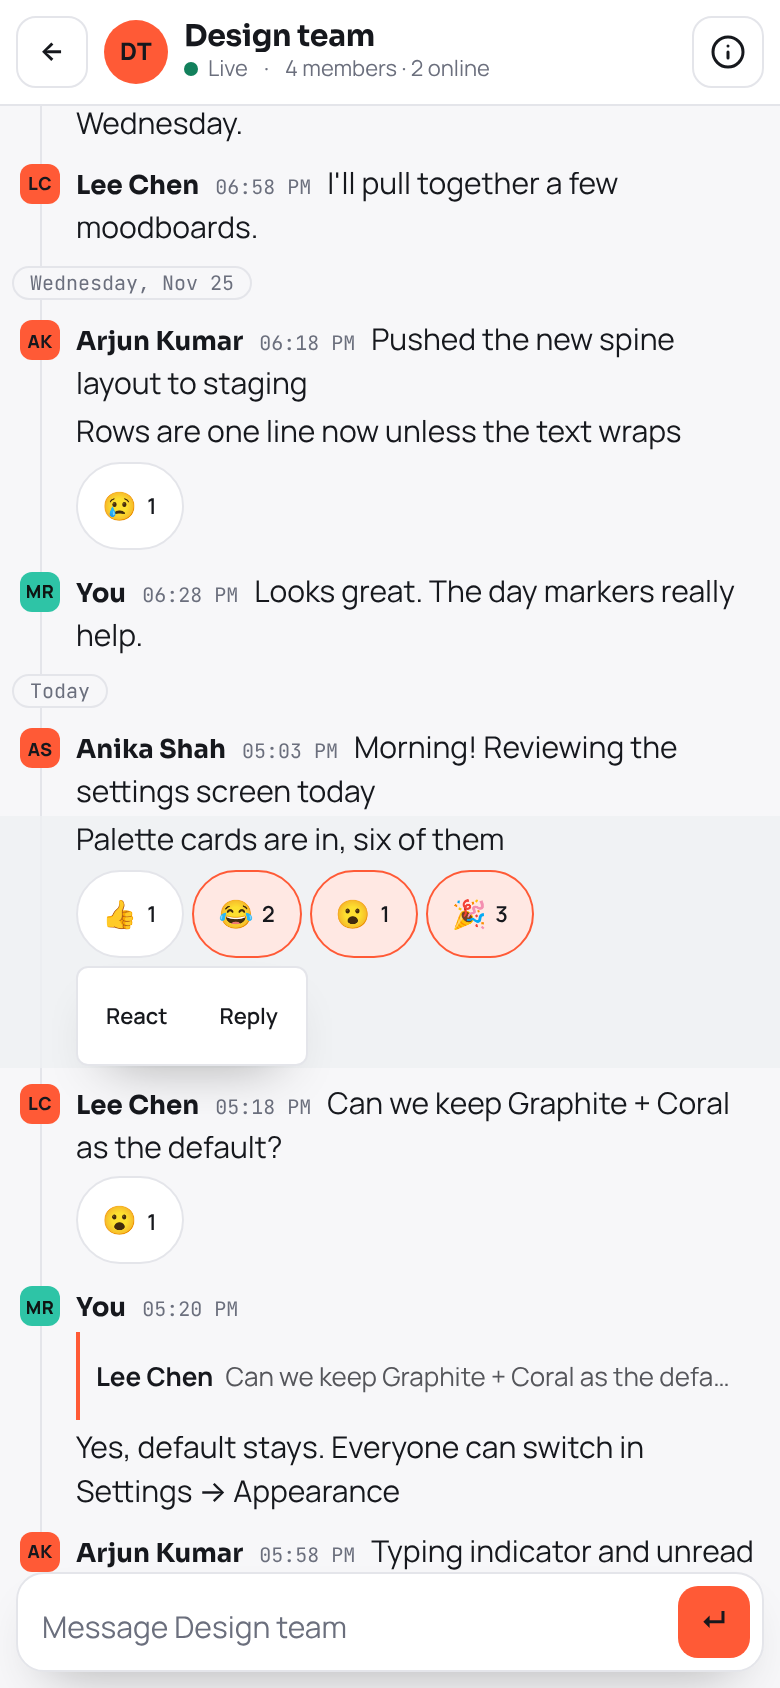 DT
Design team
Live · 4 members · 2 online
Wednesday.
LC Lee Chen 06:58 PM I'll pull together a few
moodboards.
Wednesday, Nov 25
AK Arjun Kumar 06:18 PM Pushed the new spine
layout to staging
Rows are one line now unless the text wraps
😢 1
MR You 06:28 PM Looks great. The day markers really
help.
Today
AS Anika Shah 05:03 PM Morning! Reviewing the
settings screen today
Palette cards are in, six of them
👍 1 😂 2 😮 1 🎉 3
React Reply
LC Lee Chen 05:18 PM Can we keep Graphite + Coral
as the default?
😮 1
MR You 05:20 PM
Lee Chen Can we keep Graphite + Coral as the defa...
Yes, default stays. Everyone can switch in
Settings → Appearance
AK Arjun Kumar 05:58 PM Typing indicator and unread
Message Design team